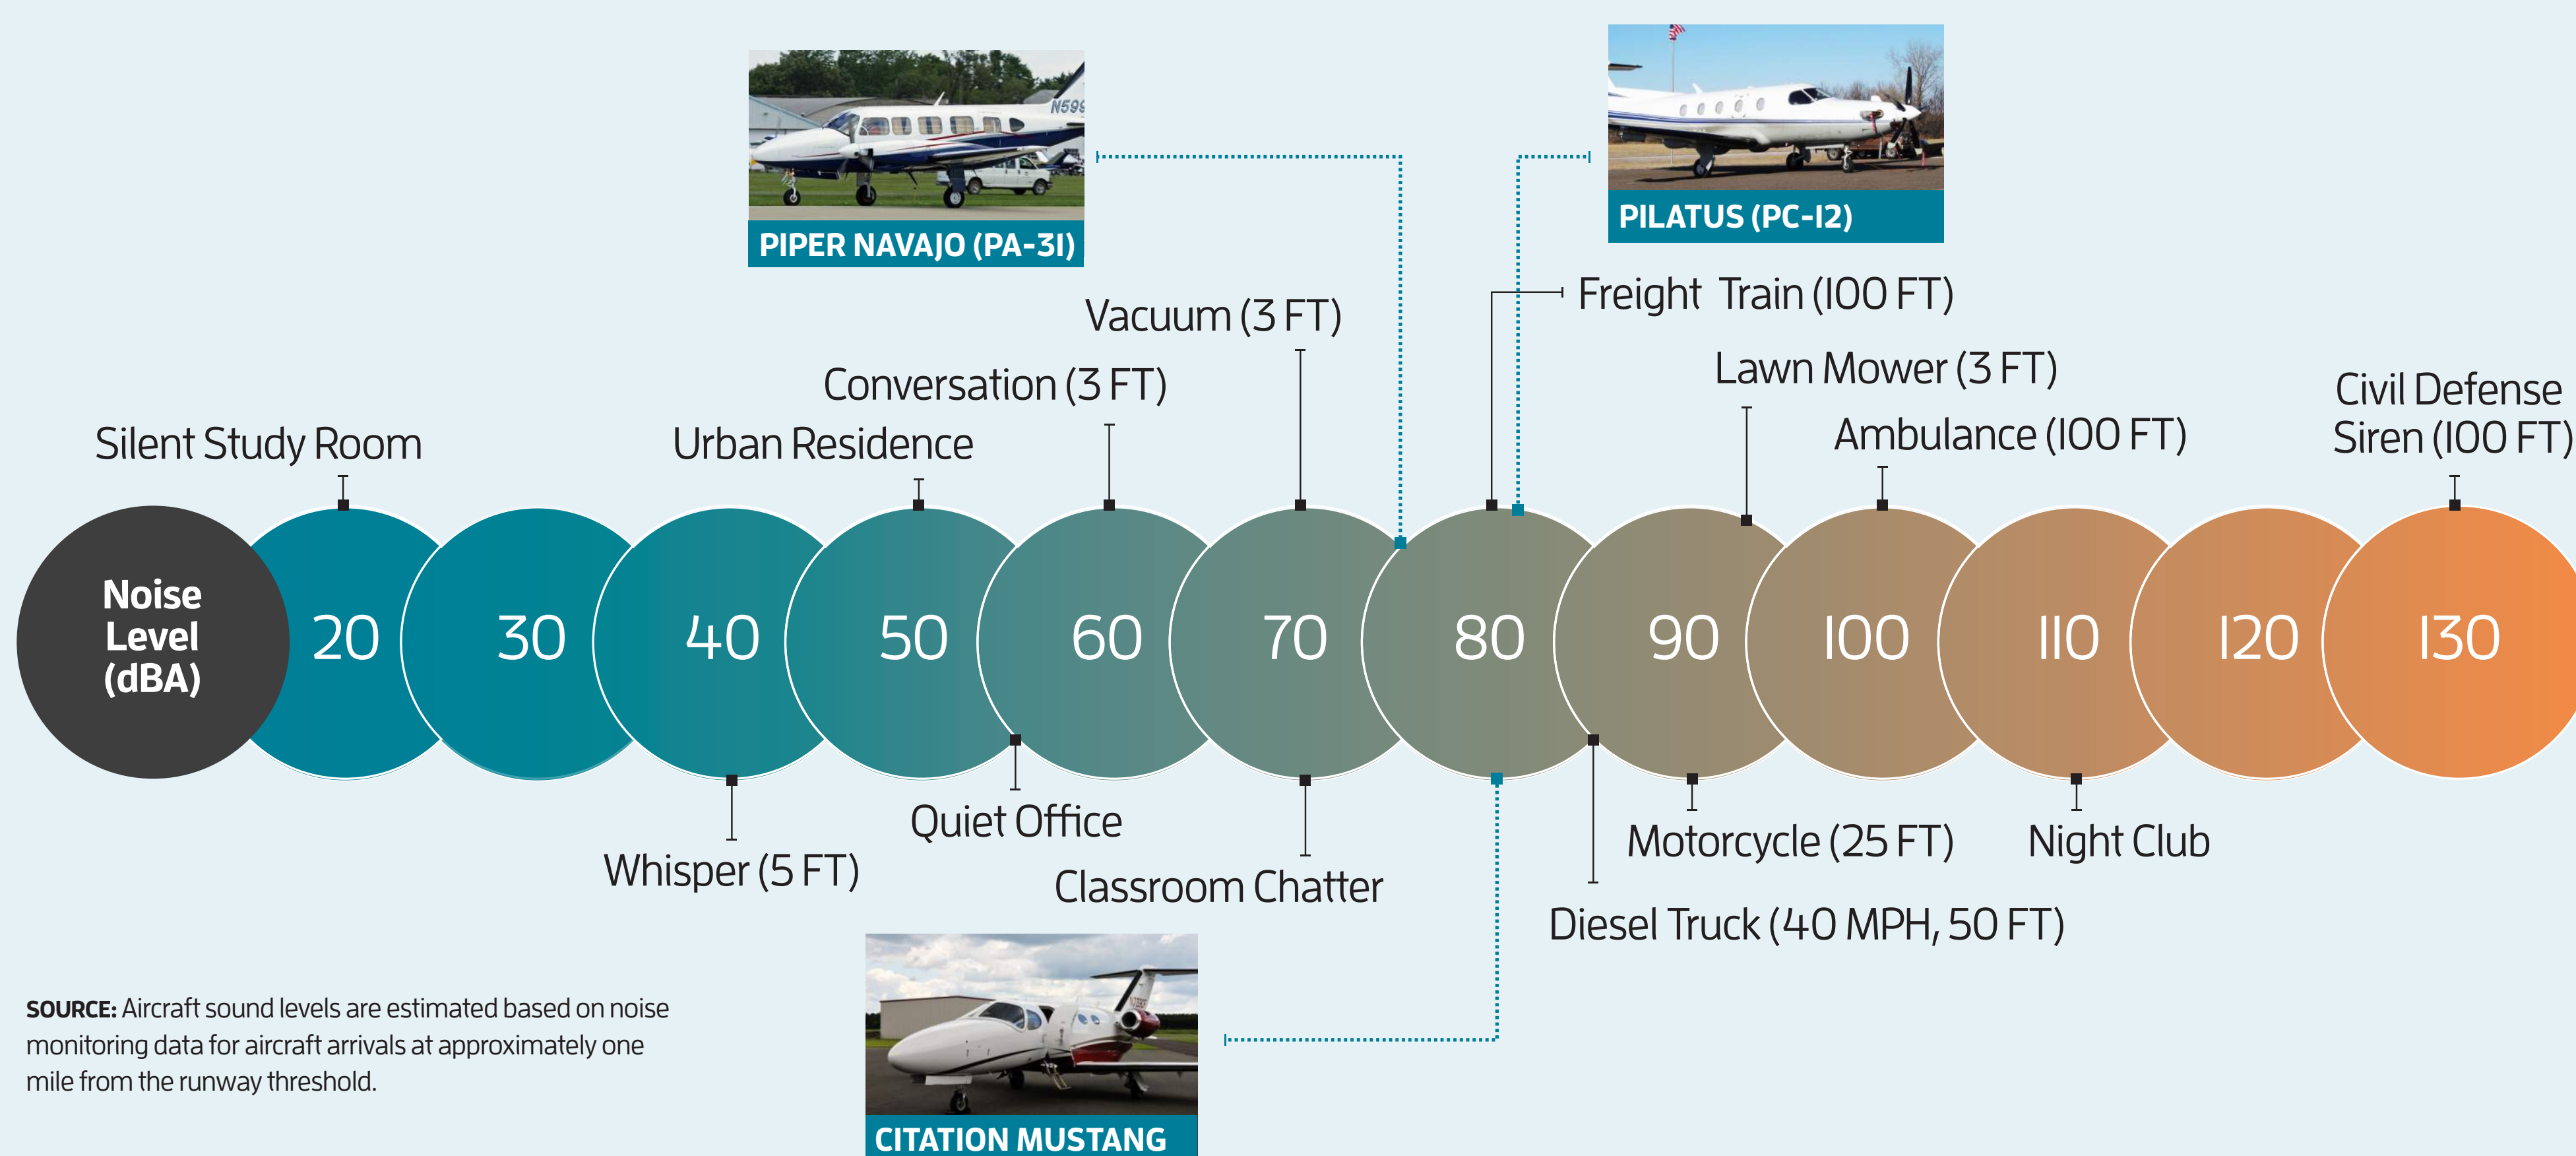 PIPER NAVAJO (PA-31)
N599
PILATUS (PC-12)
Freight Train (100 FT)
Vacuum (3 FT)
Lawn Mower (3 FT)
Conversation (3 FT)
Civil Defense
Siren (100 FT)
Ambulance (100 FT)
Silent Study Room
Urban Residence
Noise
Level
(dBA)
20
30
40
50
60
70
80
90
100
110
120
130
Quiet Office
Whisper (5 FT)
Classroom Chatter
Motorcycle (25 FT)
Night Club
Diesel Truck (40 MPH, 50 FT)
SOURCE: Aircraft sound levels are estimated based on noise
monitoring data for aircraft arrivals at approximately one
mile from the runway threshold.
CITATION MUSTANG